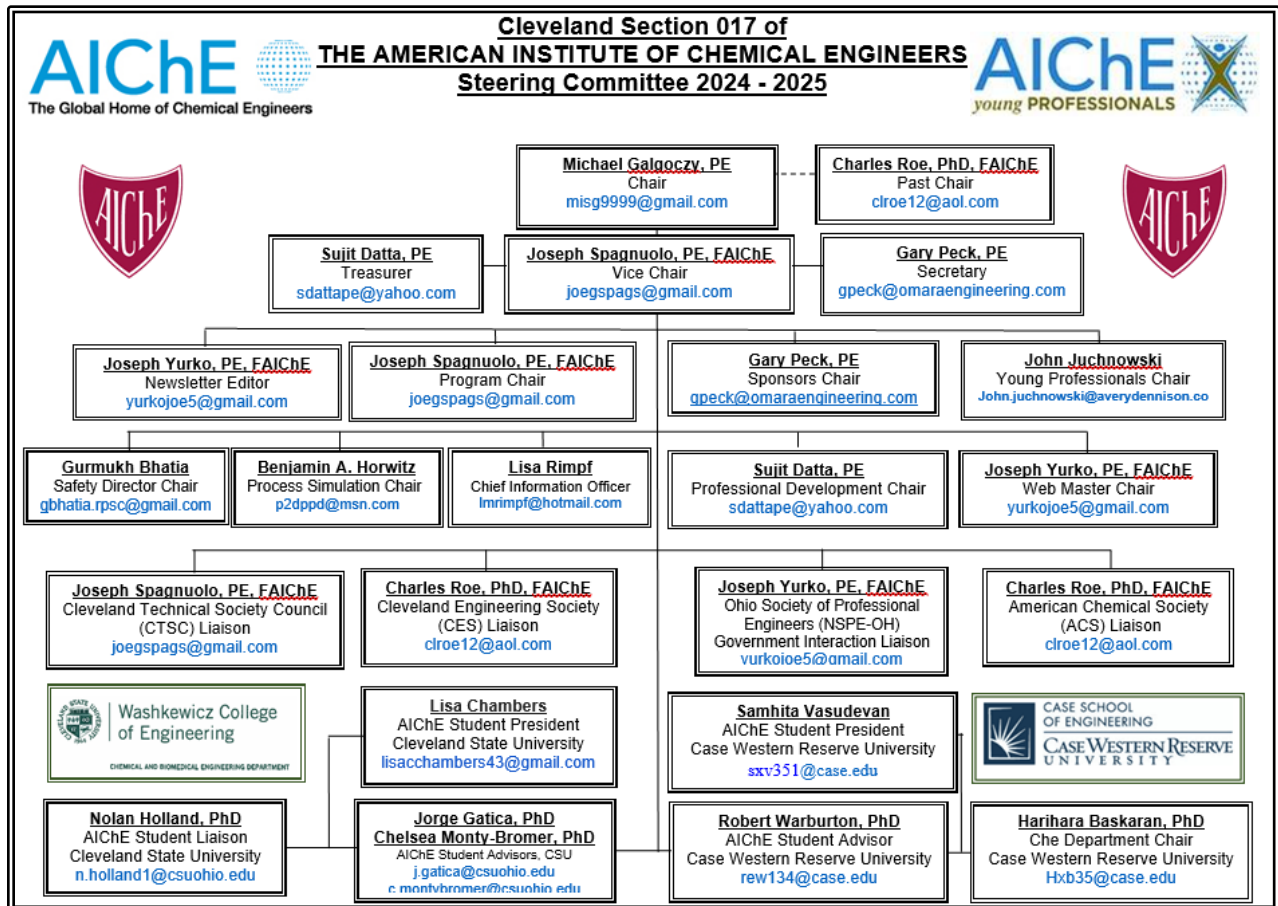 Cleveland Section 017 of
THE AMERICAN INSTITUTE OF CHEMICAL ENGINEERS
Steering Committee 2024 - 2025
AIChE
The Global Home of Chemical Engineers
AIChE
young PROFESSIONALS
AIChE
AIChE
Michael Galgoczy, PE
Chair
misg9999@gmail.com
Charles Roe, PhD, FAIChE
Past Chair
clroe12@aol.com
Sujit Datta, PE
Treasurer
sdattape@yahoo.com
Joseph Spagnuolo, PE, FAIChE
Vice Chair
joegspags@gmail.com
Gary Peck, PE
Secretary
gpeck@omaraengineering.com
Joseph Yurko, PE, FAIChE
Newsletter Editor
yurkojoe5@gmail.com
Joseph Spagnuolo, PE, FAIChE
Program Chair
joegspags@gmail.com
Gary Peck, PE
Sponsors Chair
gpeck@omaraengineering.com
John Juchnowski
Young Professionals Chair
John.juchnowski@averydennison.co
Gurmukh Bhatia
Safety Director Chair
gbhatia.rpsc@gmail.com
Benjamin A. Horwitz
Process Simulation Chair
p2dppd@msn.com
Lisa Rimpf
Chief Information Officer
lmrimpf@hotmail.com
Sujit Datta, PE
Professional Development Chair
sdattape@yahoo.com
Joseph Yurko, PE, FAIChE
Web Master Chair
yurkojoe5@gmail.com
Joseph Spagnuolo, PE, FAIChE
Cleveland Technical Society Council
(CTSC) Liaison
joegspags@gmail.com
Charles Roe, PhD, FAIChE
Cleveland Engineering Society
(CES) Liaison
clroe12@aol.com
Joseph Yurko, PE, FAIChE
Ohio Society of Professional
Engineers (NSPE-OH)
Government Interaction Liaison
yurkojoe5@gmail.com
Charles Roe, PhD, FAIChE
American Chemical Society
(ACS) Liaison
clroe12@aol.com
CLEVELAND STATE UNIVERSITY
Washkewicz College
of Engineering
CHEMICAL AND BIOMEDICAL ENGINEERING DEPARTMENT
Lisa Chambers
AIChE Student President
Cleveland State University
lisacchambers43@gmail.com
Samhita Vasudevan
AIChE Student President
Case Western Reserve University
sxv351@case.edu
CASE SCHOOL
OF ENGINEERING
CASE WESTERN RESERVE
UNIVERSITY
Nolan Holland, PhD
AIChE Student Liaison
Cleveland State University
n.holland1@csuohio.edu
Jorge Gatica, PhD
Chelsea Monty-Bromer, PhD
AIChE Student Advisors, CSU
j.gatica@csuohio.edu
c.montybromer@csuohio.edu
Robert Warburton, PhD
AIChE Student Advisor
Case Western Reserve University
rew134@case.edu
Harihara Baskaran, PhD
Che Department Chair
Case Western Reserve University
Hxb35@case.edu